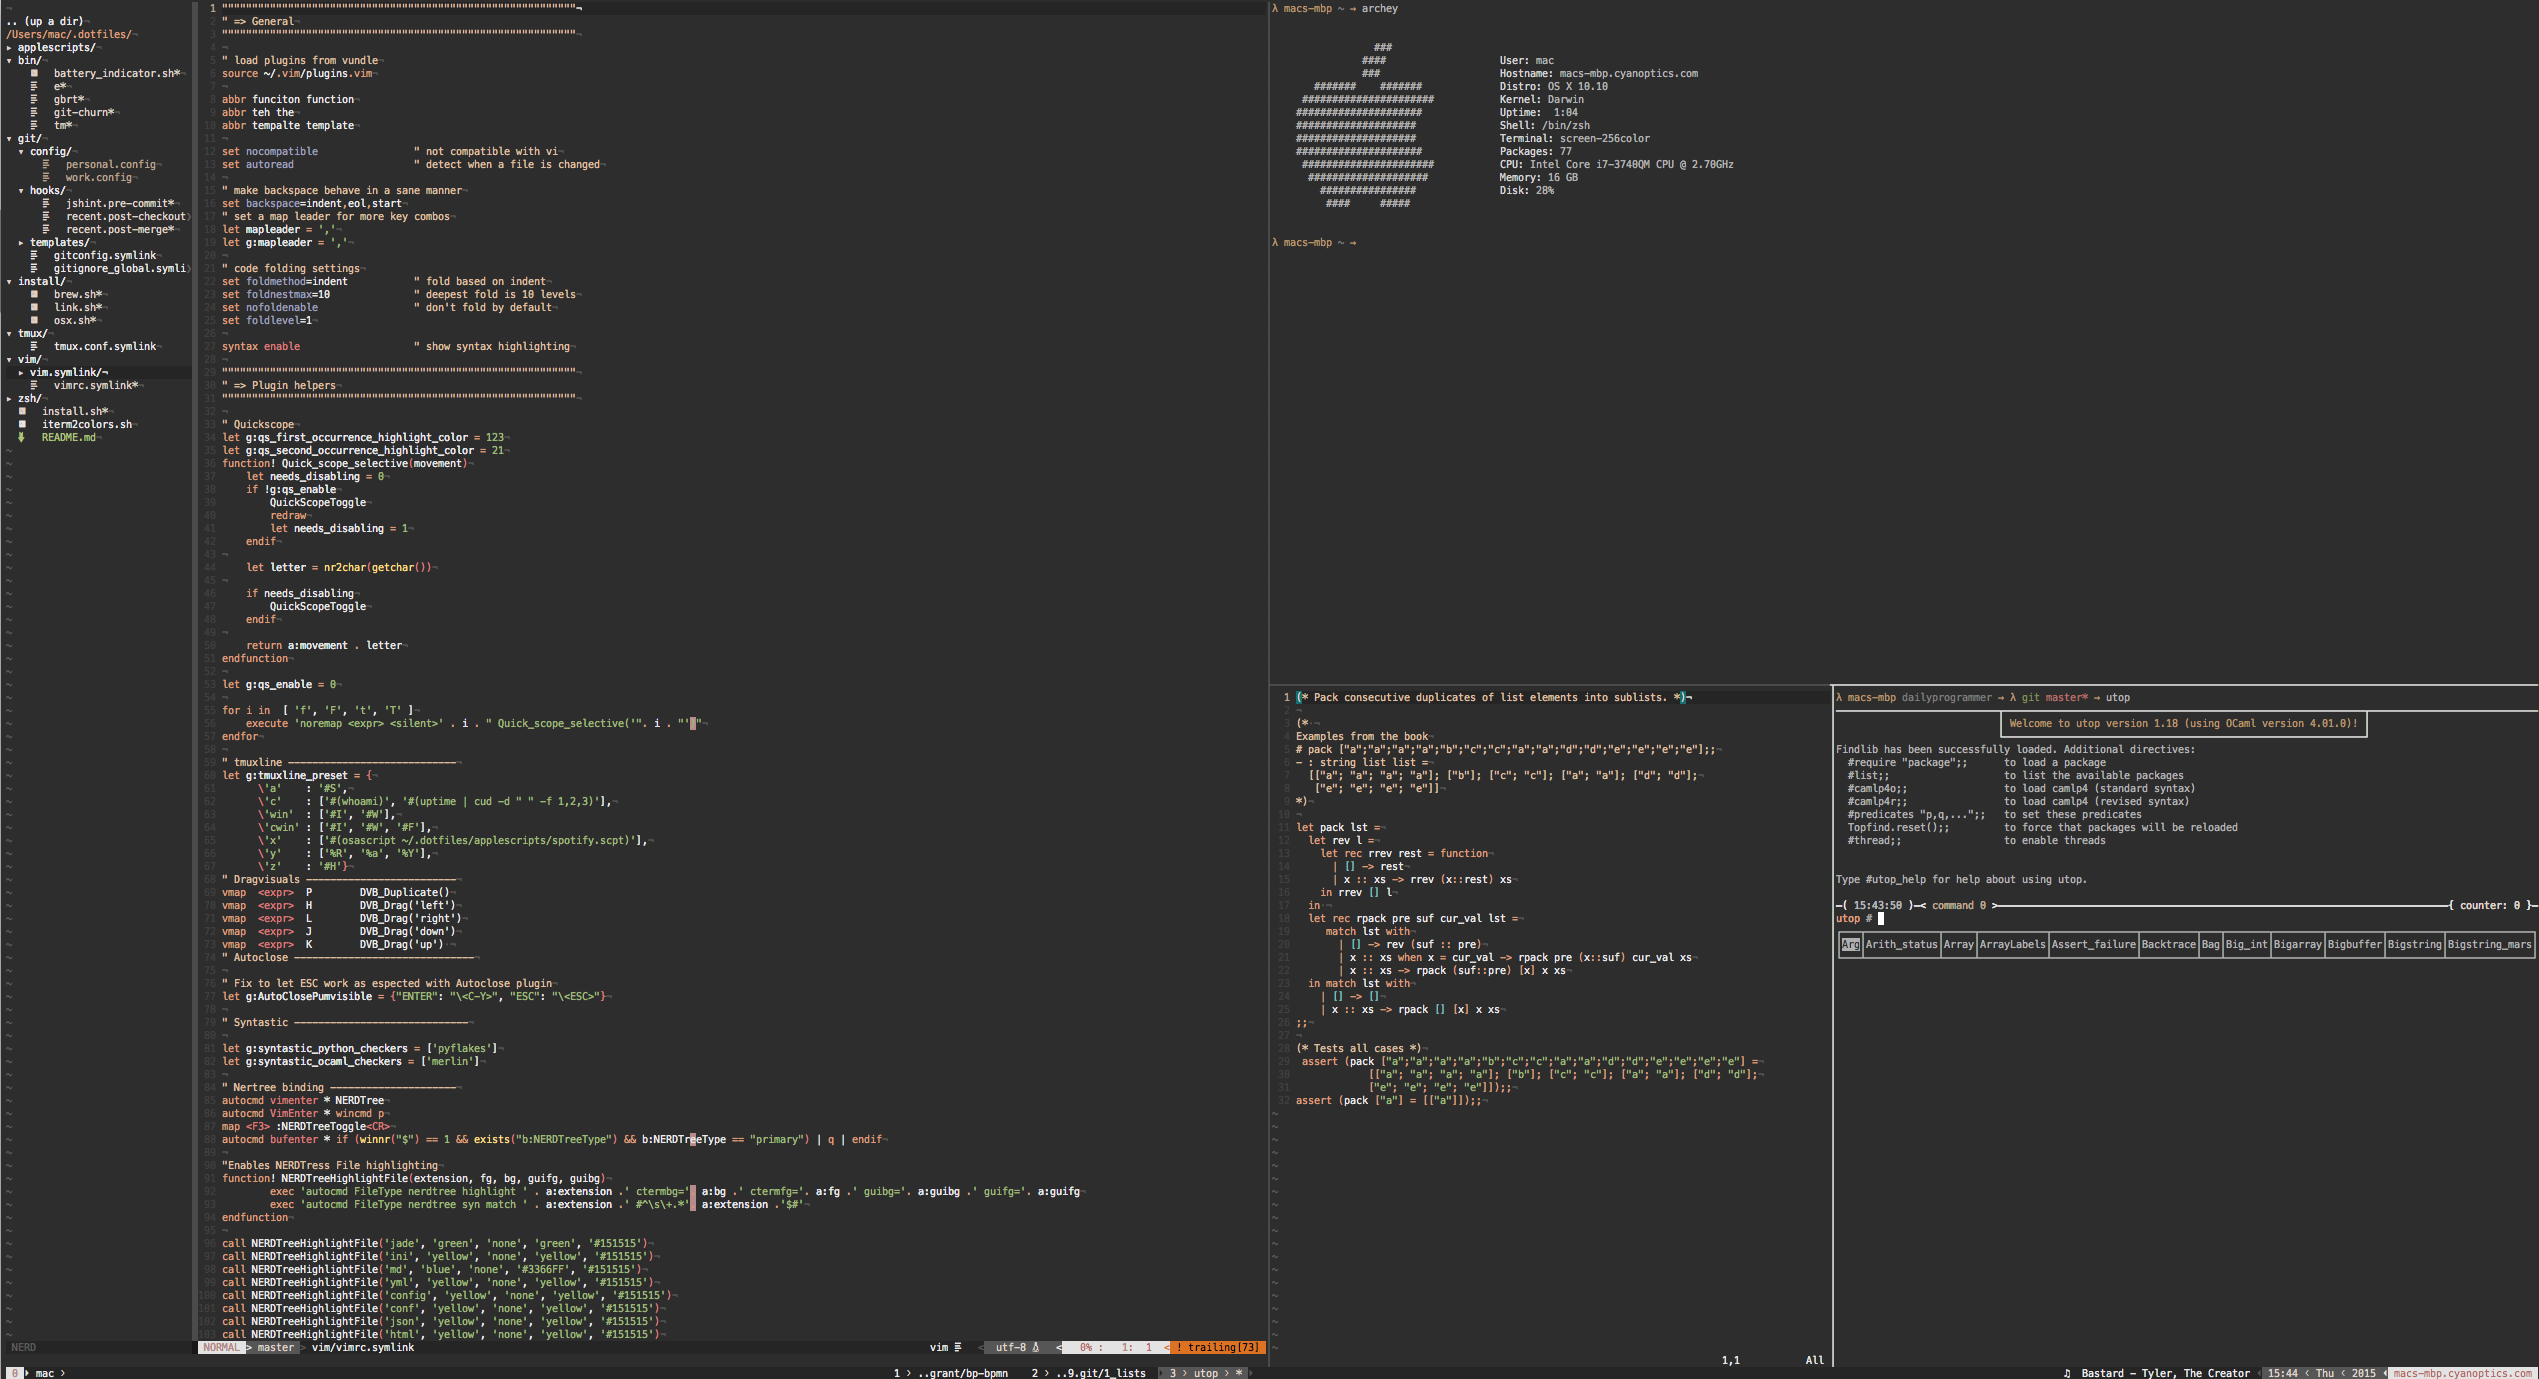 .. (up a dir)
/Users/mac/.dotfiles/
▸ applescripts/
▾ bin/
battery_indicator.sh*
e*
gbrt*
git-churn*
tm*
▾ git/
▾ config/
personal.config
work.config
▾ hooks/
jshint.pre-commit*
recent.post-checkout
recent.post-merge*
▸ templates/
gitconfig.symlink
gitignore_global.symli
▾ install/
brew.sh*
link.sh*
osx.sh*
▾ tmux/
tmux.conf.symlink
▾ vim/
▸ vim.symlink/
vimrc.symlink*
▸ zsh/
install.sh*
iterm2colors.sh
README.md
NERD
1 """""""""""""""""""""""""""""""""""""""""""""""""""""""""""
2 " => General
3 """""""""""""""""""""""""""""""""""""""""""""""""""""""""""
4
5 " load plugins from vundle
6 source ~/.vim/plugins.vim
7
8 abbr funciton function
9 abbr teh the
10 abbr tempalte template
11
12 set nocompatible " not compatible with vi
13 set autoread " detect when a file is changed
14
15 " make backspace behave in a sane manner
16 set backspace=indent,eol,start
17 " set a map leader for more key combos
18 let mapleader = ','
19 let g:mapleader = ','
20
21 " code folding settings
22 set foldmethod=indent " fold based on indent
23 set foldnestmax=10 " deepest fold is 10 levels
24 set nofoldenable " don't fold by default
25 set foldlevel=1
26
27 syntax enable " show syntax highlighting
28
29 """""""""""""""""""""""""""""""""""""""""""""""""""""""""""
30 " => Plugin helpers
31 """""""""""""""""""""""""""""""""""""""""""""""""""""""""""
32
33 " Quickscope
34 let g:qs_first_occurrence_highlight_color = 123
35 let g:qs_second_occurrence_highlight_color = 21
36 function! Quick_scope_selective(movement)
37 let needs_disabling = 0
38 if !g:qs_enable
39 QuickScopeToggle
40 redraw
41 let needs_disabling = 1
42 endif
43
44 let letter = nr2char(getchar())
45
46 if needs_disabling
47 QuickScopeToggle
48 endif
49
50 return a:movement . letter
51 endfunction
52
53 let g:qs_enable = 0
54
55 for i in [ 'f', 'F', 't', 'T' ]
56 execute 'noremap <expr> <silent>' . i . " Quick_scope_selective('". i . "' "
57 endfor
58
59 " tmuxline ----------------------------
60 let g:tmuxline_preset = {
61 \'a' : '#S',
62 \'c' : ['#(whoami)', '#(uptime | cud -d " " -f 1,2,3)'],
63 \'win' : ['#I', '#W'],
64 \'cwin' : ['#I', '#W', '#F'],
65 \'x' : ['#(osascript ~/.dotfiles/applescripts/spotify.scpt)'],
66 \'y' : ['%R', '%a', '%Y'],
67 \'z' : '#H'}
68 " Dragvisuals -------------------------
69 vmap <expr> P DVB_Duplicate()
70 vmap <expr> H DVB_Drag('left')
71 vmap <expr> L DVB_Drag('right')
72 vmap <expr> J DVB_Drag('down')
73 vmap <expr> K DVB_Drag('up')
74 " Autoclose ------------------------------
75
76 " Fix to let ESC work as espected with Autoclose plugin
77 let g:AutoClosePumvisible = {"ENTER": "\<C-Y>", "ESC": "\<ESC>"}
78
79 " Syntastic -----------------------------
80
81 let g:syntastic_python_checkers = ['pyflakes']
82 let g:syntastic_ocaml_checkers = ['merlin']
83
84 " Nertree binding ---------------------
85 autocmd vimenter * NERDTree
86 autocmd VimEnter * wincmd p
87 map <F3> :NERDTreeToggle<CR>
88 autocmd bufenter * if (winnr("$") == 1 && exists("b:NERDTreeType") && b:NERDTreeType == "primary") | q | endif
89
90 "Enables NERDTress File highlighting
91 function! NERDTreeHighlightFile(extension, fg, bg, guifg, guibg)
92 exec 'autocmd FileType nerdtree highlight ' . a:extension .' ctermbg=' a:bg .' ctermfg='. a:fg .' guibg='. a:guibg .' guifg='. a:guifg
93 exec 'autocmd FileType nerdtree syn match ' . a:extension .' #^\s\+.*' a:extension .'$#'
94 endfunction
95
96 call NERDTreeHighlightFile('jade', 'green', 'none', 'green', '#151515')
97 call NERDTreeHighlightFile('ini', 'yellow', 'none', 'yellow', '#151515')
98 call NERDTreeHighlightFile('md', 'blue', 'none', '#3366FF', '#151515')
99 call NERDTreeHighlightFile('yml', 'yellow', 'none', 'yellow', '#151515')
100 call NERDTreeHighlightFile('config', 'yellow', 'none', 'yellow', '#151515')
101 call NERDTreeHighlightFile('conf', 'yellow', 'none', 'yellow', '#151515')
102 call NERDTreeHighlightFile('json', 'yellow', 'none', 'yellow', '#151515')
103 call NERDTreeHighlightFile('html', 'yellow', 'none', 'yellow', '#151515')
NORMAL > master > vim/vimrc.symlink vim < utf-8 < 0% : 1: 1 < ! trailing[73]
λ macs-mbp ~ → archey
###
####
### User: mac
####### ####### Hostname: macs-mbp.cyanoptics.com
Distro: OS X 10.10
###################### Kernel: Darwin
##################### Uptime: 1:04
#################### Shell: /bin/zsh
#################### Terminal: screen-256color
##################### Packages: 77
###################### CPU: Intel Core i7-3740QM CPU @ 2.70GHz
#################### Memory: 16 GB
################ Disk: 28%
#### #####
λ macs-mbp ~ →
1 (* Pack consecutive duplicates of list elements into sublists. *)
2
3 (*
4 Examples from the book
5 # pack ["a";"a";"a";"a";"b";"c";"c";"a";"a";"d";"d";"e";"e";"e";"e"];;
6 - : string list list =
7 [["a"; "a"; "a"; "a"]; ["b"]; ["c"; "c"]; ["a"; "a"]; ["d"; "d"];
8 ["e"; "e"; "e"; "e"]]
9 *)
10
11 let pack lst =
12 let rev l =
13 let rec rrev rest = function
14 | [] -> rest
15 | x :: xs -> rrev (x::rest) xs
16 in rrev [] l
17 in
18 let rec rpack pre suf cur_val lst =
19 match lst with
20 | [] -> rev (suf :: pre)
21 | x :: xs when x = cur_val -> rpack pre (x::suf) cur_val xs
22 | x :: xs -> rpack (suf::pre) [x] x xs
23 in match lst with
24 | [] -> []
25 | x :: xs -> rpack [] [x] x xs
26 ;;
27
28 (* Tests all cases *)
29 assert (pack ["a";"a";"a";"a";"b";"c";"c";"a";"a";"d";"d";"e";"e";"e";"e"] =
30 [["a"; "a"; "a"; "a"]; ["b"]; ["c"; "c"]; ["a"; "a"]; ["d"; "d"];
31 ["e"; "e"; "e"; "e"]]);;
32 assert (pack ["a"] = [["a"]]);;
1,1 All
λ macs-mbp dailyprogrammer → λ git master* → utop
Welcome to utop version 1.18 (using OCaml version 4.01.0)!
Findlib has been successfully loaded. Additional directives:
#require "package";; to load a package
#list;; to list the available packages
#camlp4o;; to load camlp4 (standard syntax)
#camlp4r;; to load camlp4 (revised syntax)
#predicates "p,q,...";; to set these predicates
Topfind.reset();; to force that packages will be reloaded
#thread;; to enable threads
Type #utop_help for help about using utop.
─( 15:43:50 )─< command 0 >─{ counter: 0 }─
utop #
Arg│Arith_status│Array│ArrayLabels│Assert_failure│Backtrace│Bag│Big_int│Bigarray│Bigbuffer│Bigstring│Bigstring_mars
0 > mac > 1 > ..grant/bp-bpmn 2 > ..9.git/1_lists 3 > utop > * ♫ Bastard - Tyler, The Creator 15:44 < Thu < 2015 < macs-mbp.cyanoptics.com